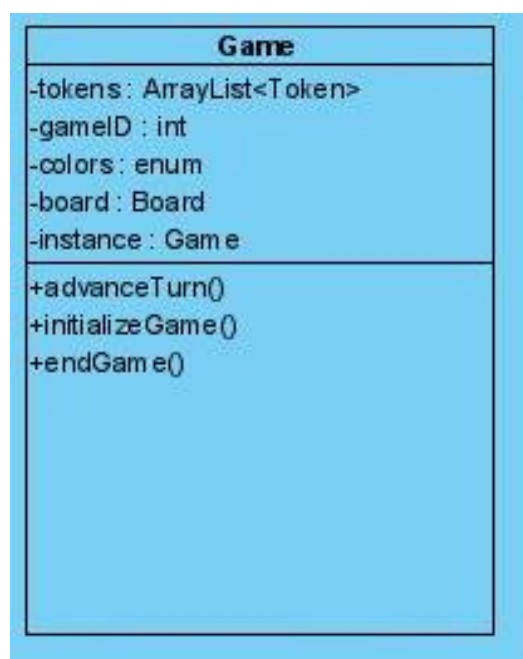 Game
-tokens : ArrayList<Token>
-gameID : int
-colors : enum
-board : Board
-instance : Game
+advanceTurn()
+initializeGame()
+endGame()